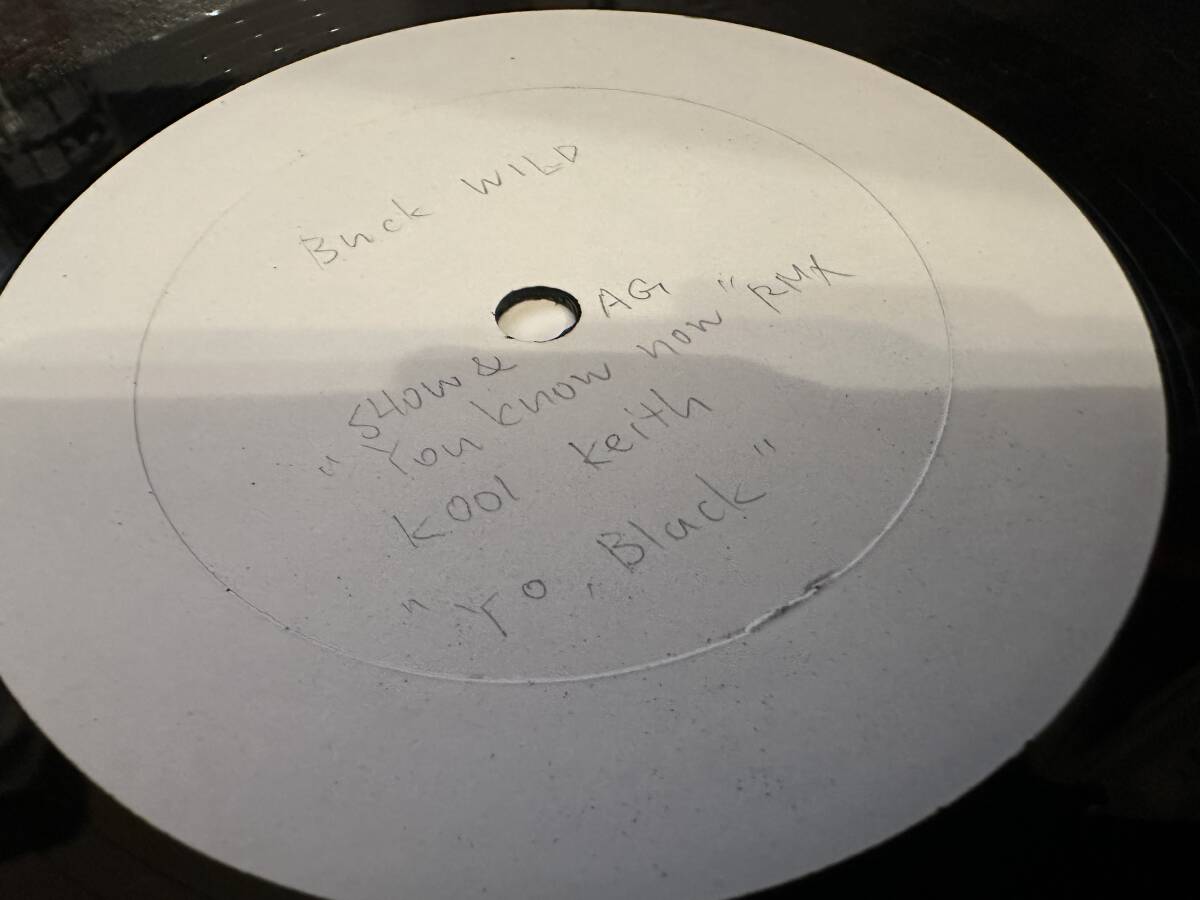 Buck WILD
SHOW & AG
"You know now" RMX
Kool keith
"Yo, Black"